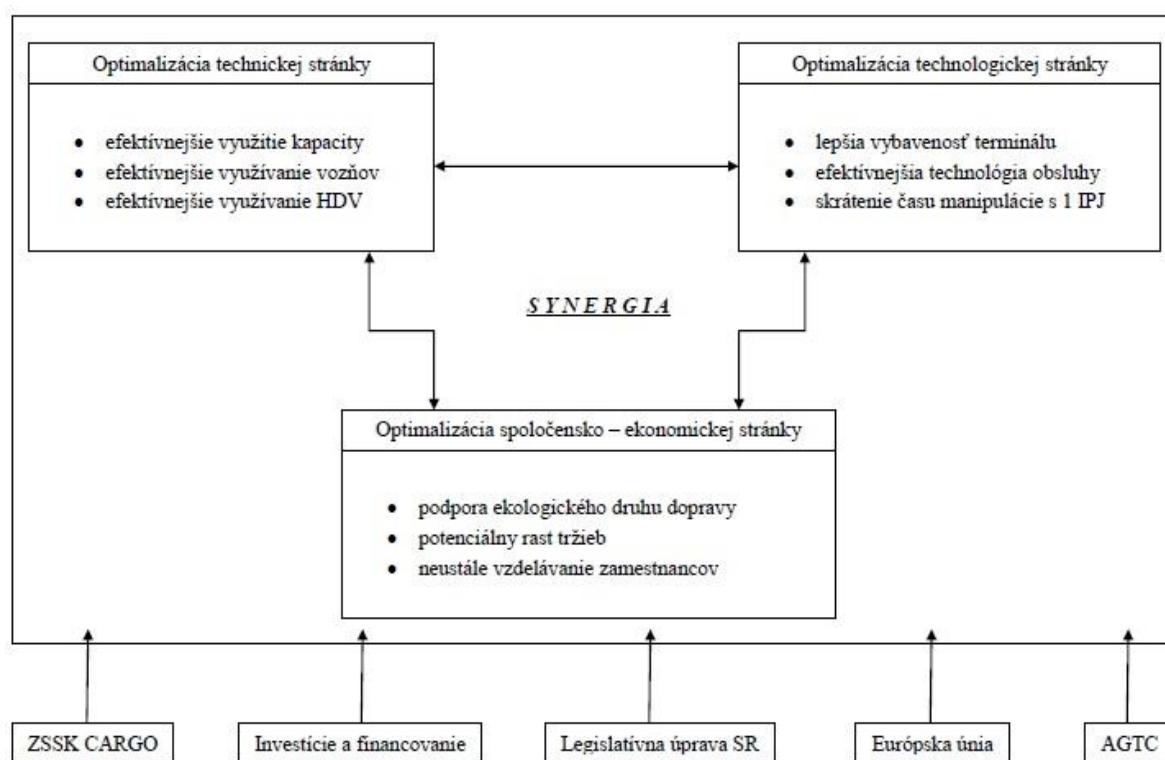 Optimalizácia technickej stránky
• efektívnejšie využitie kapacity
• efektívnejšie využívanie vozňov
• efektívnejšie využívanie HDV
Optimalizácia technologickej stránky
• lepšia vybavenosť terminálu
• efektívnejšia technológia obsluhy
• skrátenie času manipulácie s 1 IPJ
S Y N E R G I A
Optimalizácia spoločensko – ekonomickej stránky
• podpora ekologického druhu dopravy
• potenciálny rast tržieb
• neustále vzdelávanie zamestnancov
ZSSK CARGO
Investície a financovanie
Legislatívna úprava SR
Európska únia
AGTC